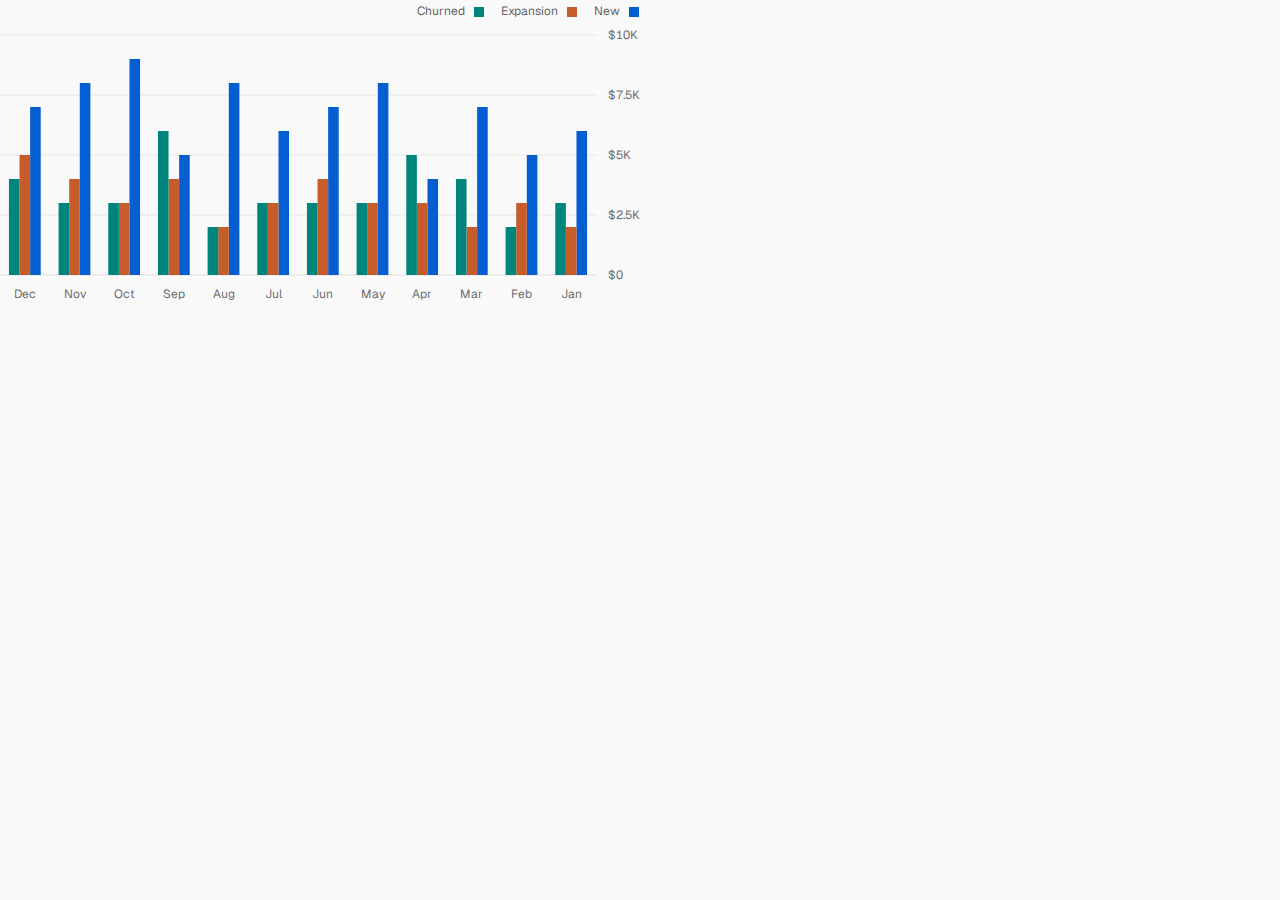 Churned Expansion New
$10K
$7.5K
$5K
$2.5K
$0
Dec Nov Oct Sep Aug Jul Jun May Apr Mar Feb Jan